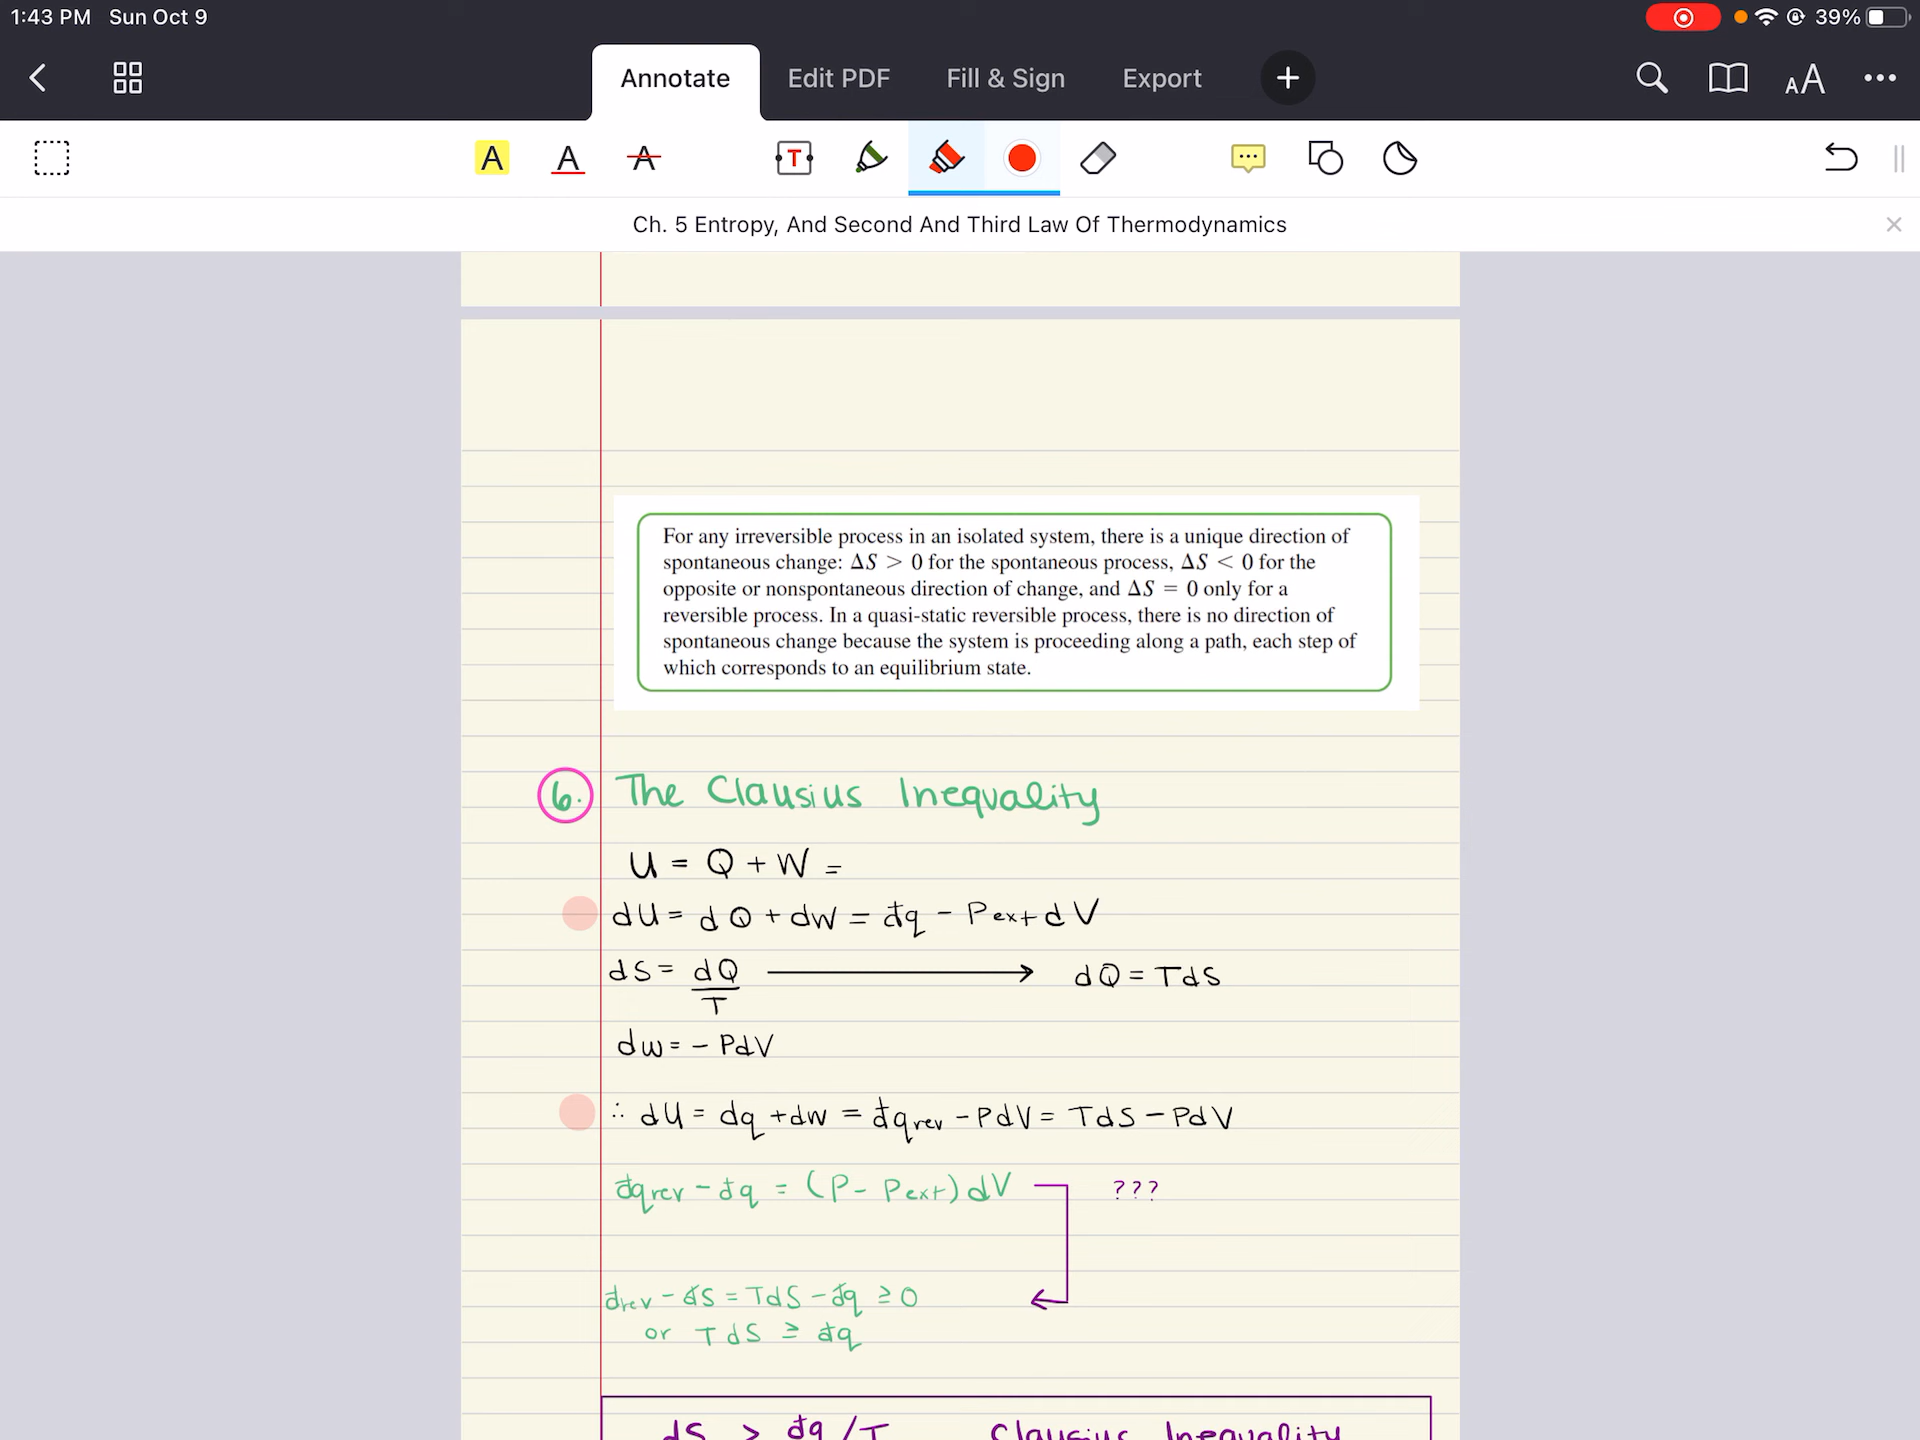 1:43 PM Sun Oct 9 39%
Annotate Edit PDF Fill & Sign Export
A A A T
AA
Ch. 5 Entropy, And Second And Third Law Of Thermodynamics
For any irreversible process in an isolated system, there is a unique direction of
spontaneous change: ΔS > 0 for the spontaneous process, ΔS < 0 for the
opposite or nonspontaneous direction of change, and ΔS = 0 only for a
reversible process. In a quasi-static reversible process, there is no direction of
spontaneous change because the system is proceeding along a path, each step of
which corresponds to an equilibrium state.
6. The Clausius Inequality
U = Q + W =
dU = dQ + dW = đq - Pext dV
dS = dQ/T → dQ = TdS
dw = - PdV
∴ dU = dq + dw = đqrev - PdV = TdS - PdV
đqrev - đq = (P - Pext) dV ???
đrev - đS = TdS - đq ≥ 0
or TdS ≥ đq
dS > đq/T Clausius Inequality